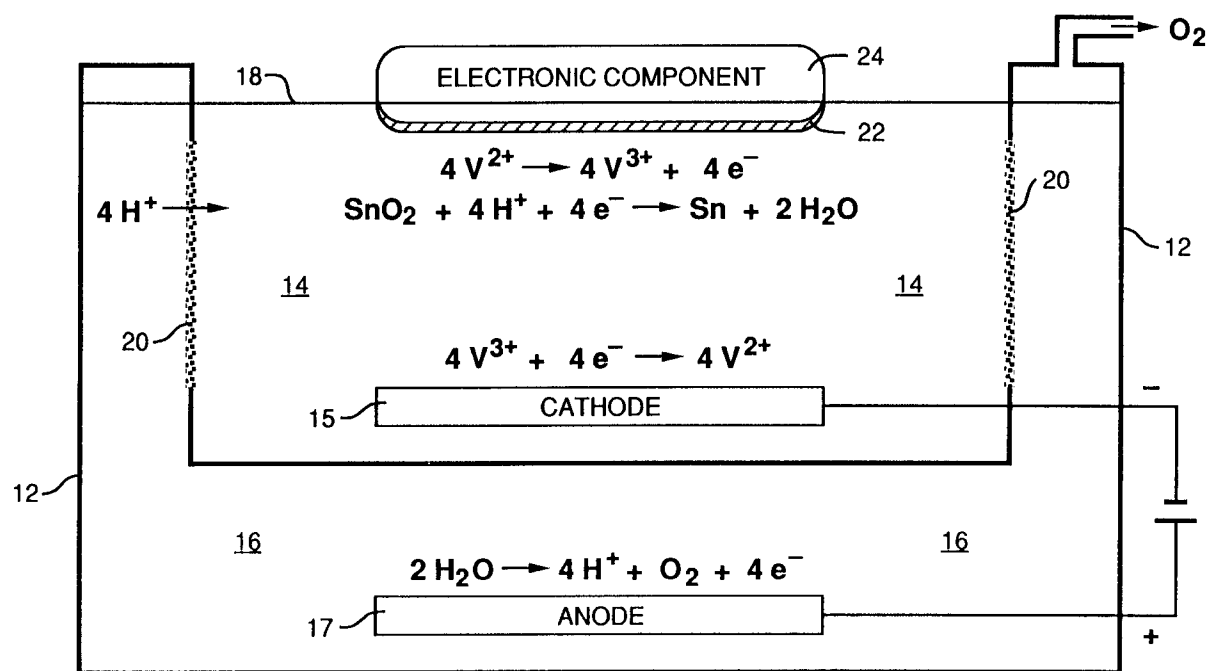 → O₂
18
ELECTRONIC COMPONENT
24
22
4 V²⁺ → 4 V³⁺ + 4 e⁻
4 H⁺ →
SnO₂ + 4 H⁺ + 4 e⁻ → Sn + 2 H₂O
20
12
14
14
20
4 V³⁺ + 4 e⁻ → 4 V²⁺
15
CATHODE
−
12
16
16
2 H₂O → 4 H⁺ + O₂ + 4 e⁻
17
ANODE
+